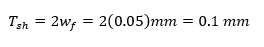 T_sh = 2w_f = 2(0.05)mm = 0.1 mm